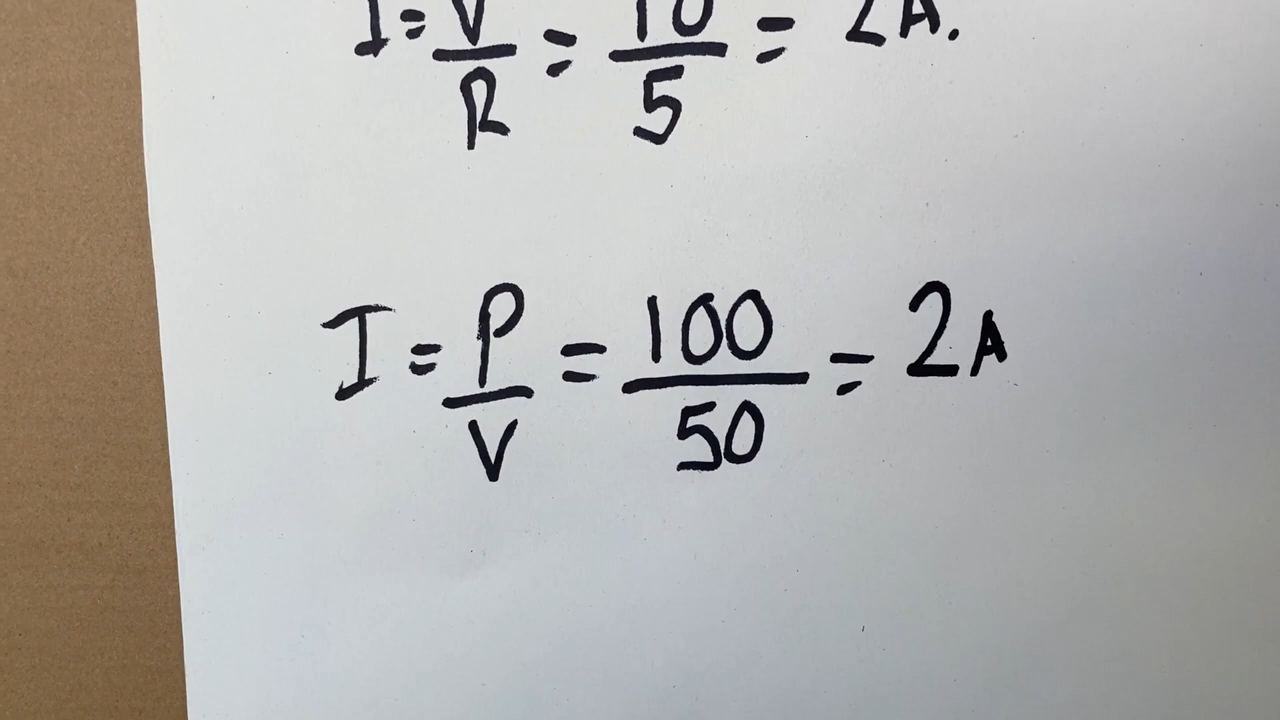 I = V/R = 10/5 = 2A.
I = P/V = 100/50 = 2A